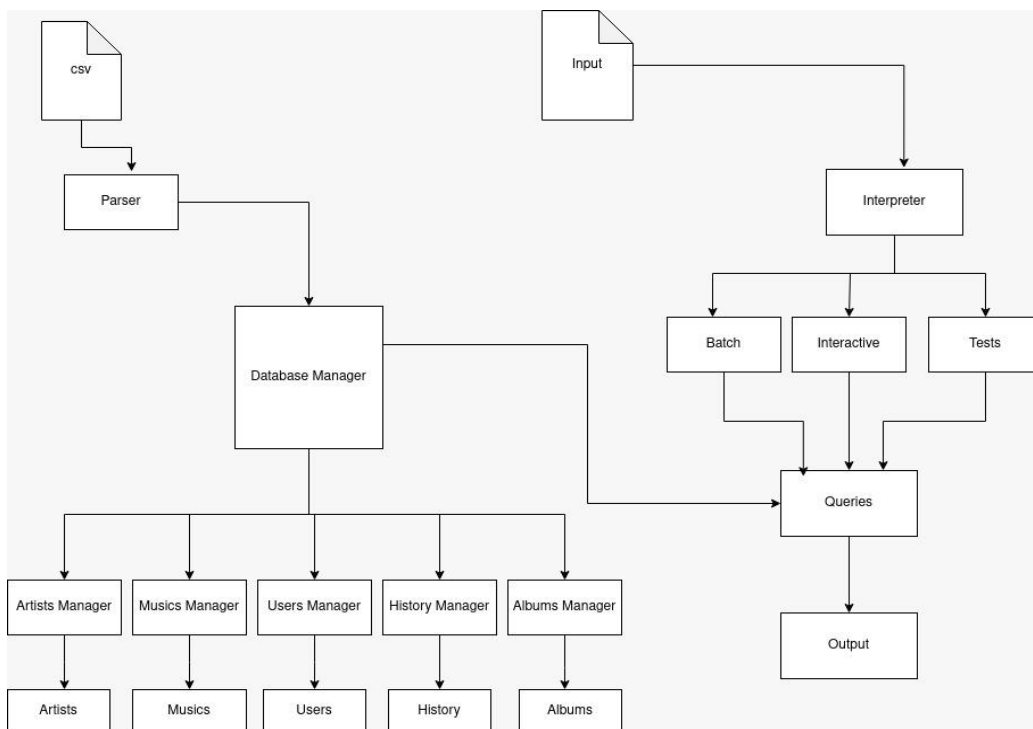 csv
Input
Parser
Interpreter
Batch
Interactive
Tests
Database Manager
Queries
Artists Manager
Musics Manager
Users Manager
History Manager
Albums Manager
Output
Artists
Musics
Users
History
Albums